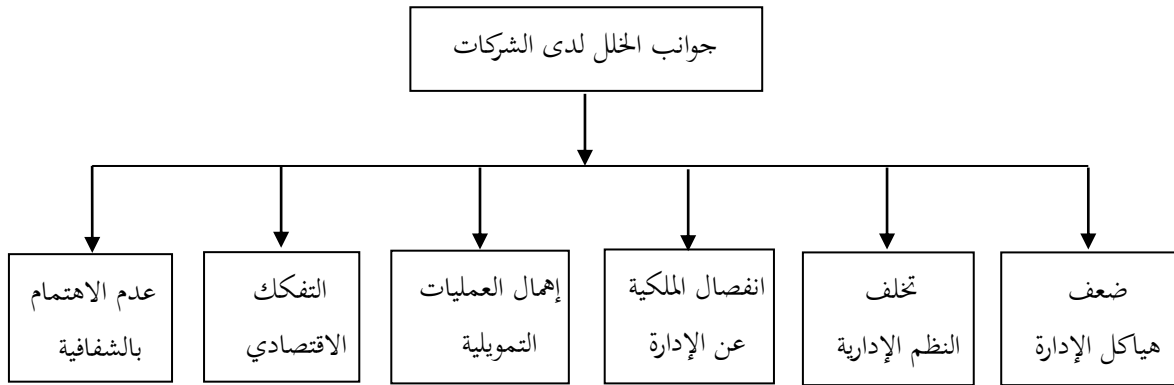 جوانب الخلل لدى الشركات
ضعف
هياكل الإدارة
تخلف
النظم الإدارية
انفصال الملكية
عن الإدارة
إهمال العمليات
التمويلية
التفكك
الاقتصادي
عدم الاهتمام
بالشفافية